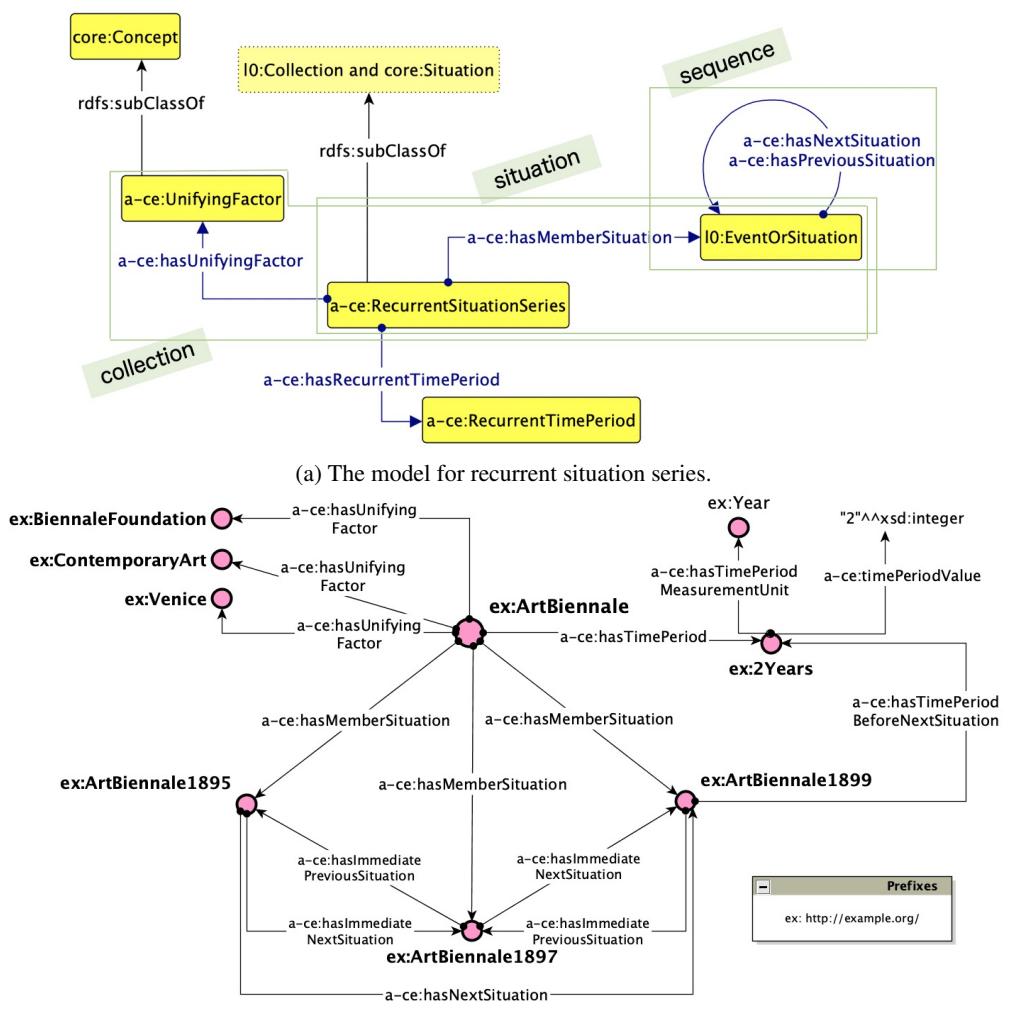 core:Concept
l0:Collection and core:Situation
sequence
rdfs:subClassOf
a-ce:hasNextSituation
a-ce:hasPreviousSituation
rdfs:subClassOf
situation
a-ce:UnifyingFactor
a-ce:hasMemberSituation
l0:EventOrSituation
a-ce:hasUnifyingFactor
a-ce:RecurrentSituationSeries
collection
a-ce:hasRecurrentTimePeriod
a-ce:RecurrentTimePeriod
(a) The model for recurrent situation series.
ex:BiennaleFoundation
a-ce:hasUnifying
Factor
ex:Year
"2"^^xsd:integer
ex:ContemporaryArt
a-ce:hasUnifying
Factor
a-ce:hasTimePeriod
MeasurementUnit
a-ce:timePeriodValue
ex:Venice
a-ce:hasUnifying
Factor
ex:ArtBiennale
a-ce:hasTimePeriod
ex:2Years
a-ce:hasTimePeriod
BeforeNextSituation
a-ce:hasMemberSituation
a-ce:hasMemberSituation
a-ce:hasMemberSituation
ex:ArtBiennale1895
ex:ArtBiennale1899
a-ce:hasImmediate
PreviousSituation
a-ce:hasImmediate
NextSituation
a-ce:hasImmediate
NextSituation
a-ce:hasImmediate
PreviousSituation
ex:ArtBiennale1897
a-ce:hasNextSituation
Prefixes
ex: http://example.org/